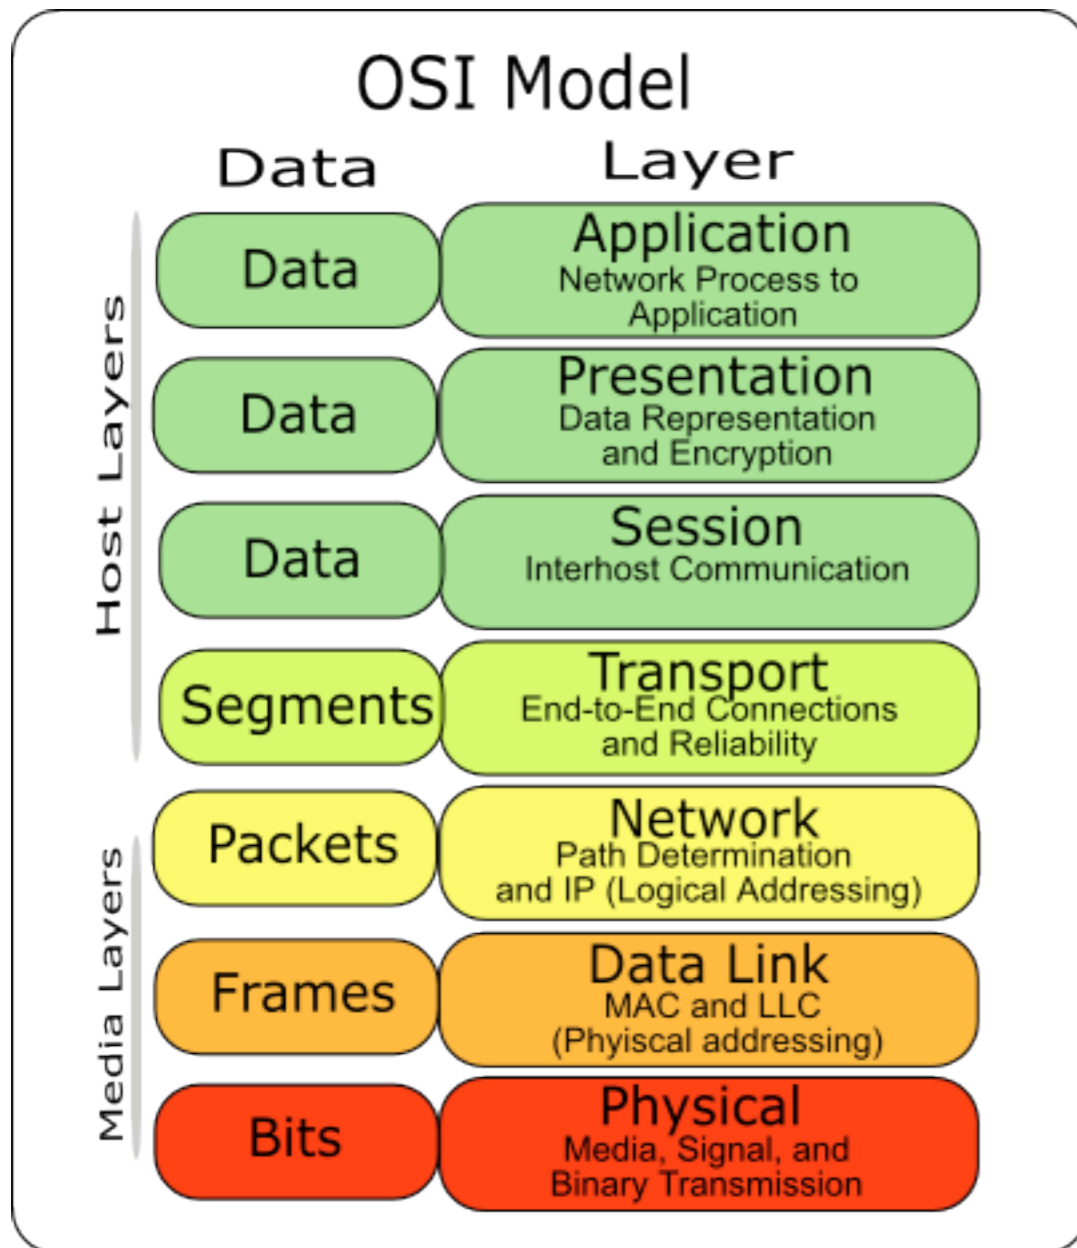 OSI Model
Data
Layer
Host Layers
Data
Application
Network Process to
Application
Data
Presentation
Data Representation
and Encryption
Data
Session
Interhost Communication
Segments
Transport
End-to-End Connections
and Reliability
Media Layers
Packets
Network
Path Determination
and IP (Logical Addressing)
Frames
Data Link
MAC and LLC
(Phyiscal addressing)
Bits
Physical
Media, Signal, and
Binary Transmission